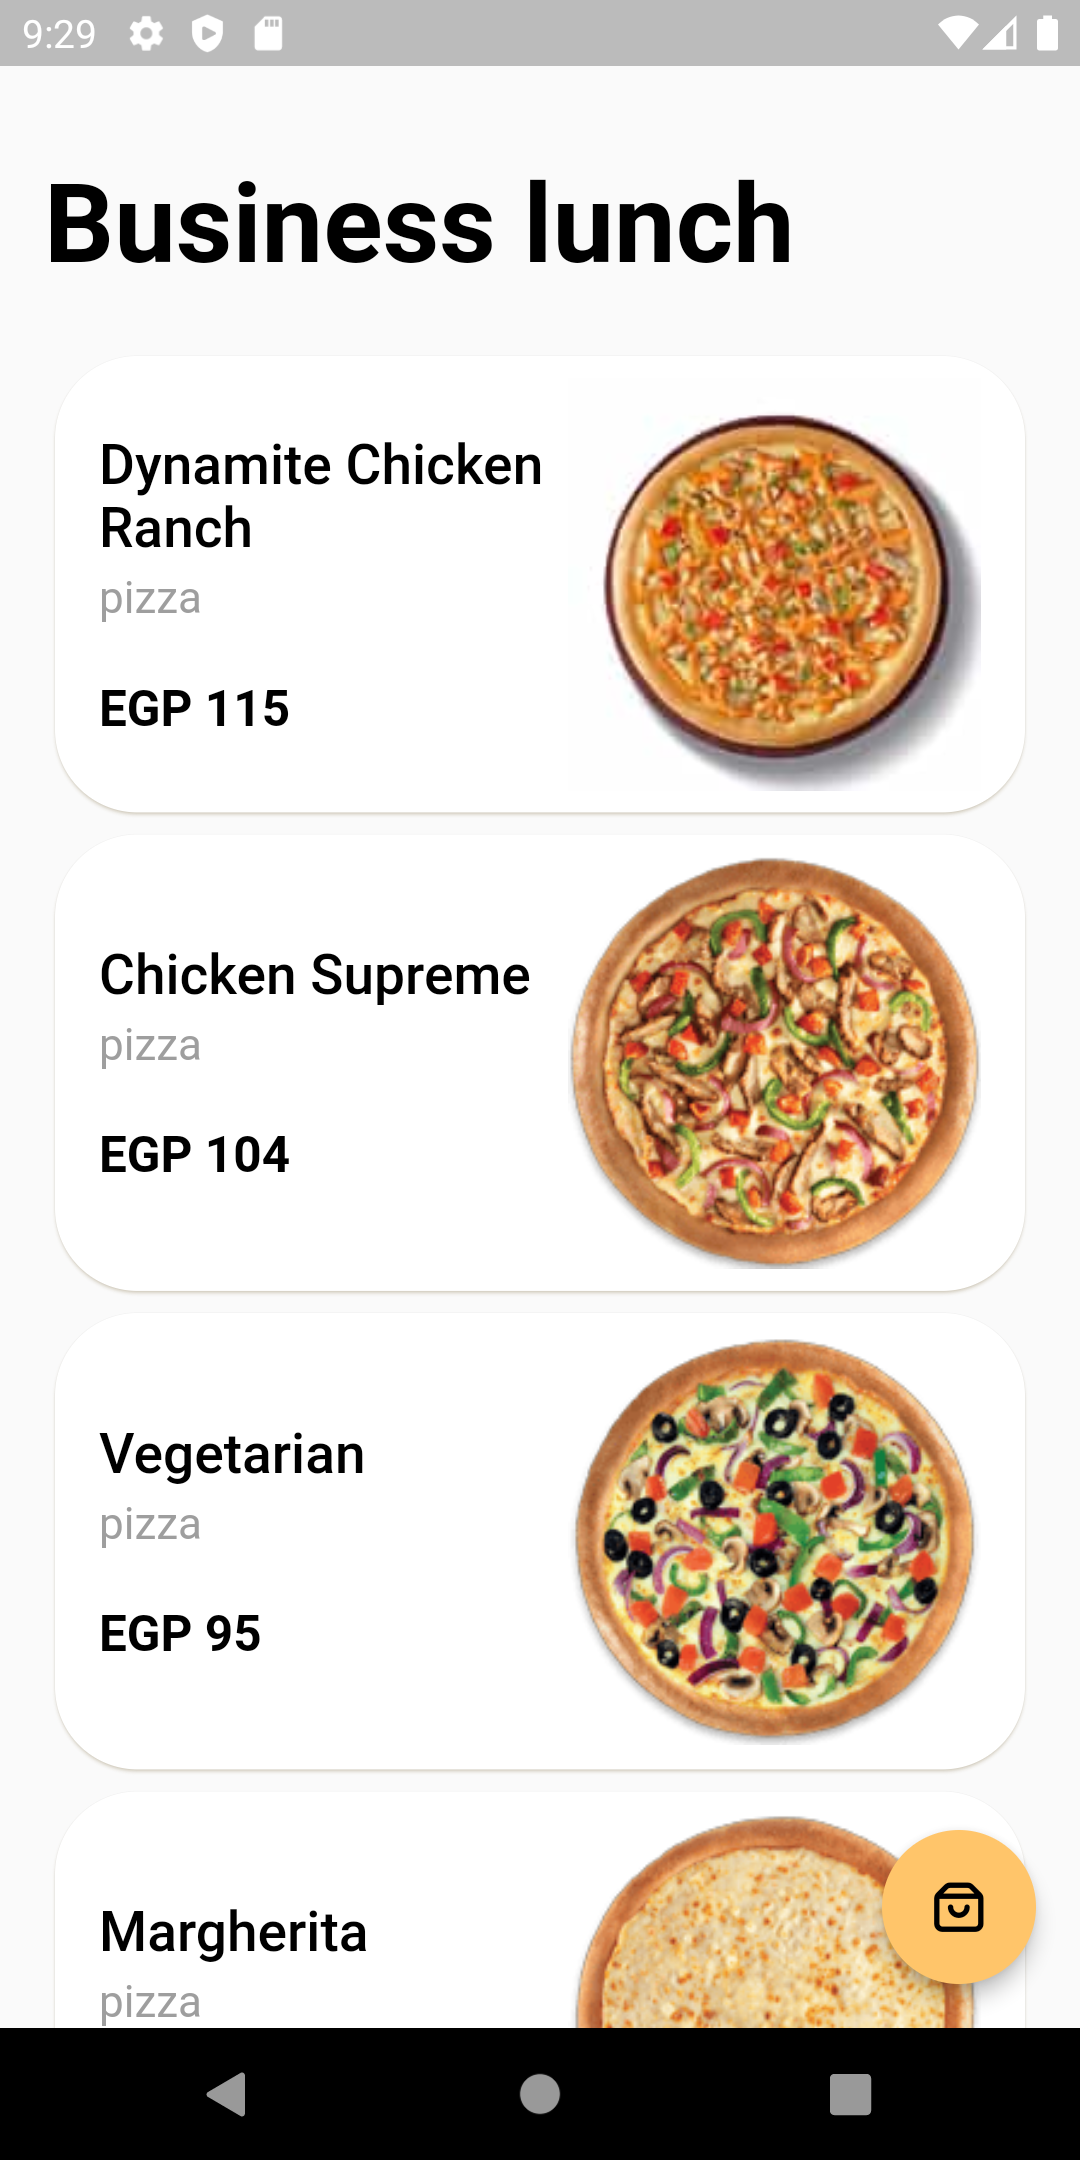 9:29
Business lunch
Dynamite Chicken
Ranch
pizza
EGP 115
Chicken Supreme
pizza
EGP 104
Vegetarian
pizza
EGP 95
Margherita
pizza